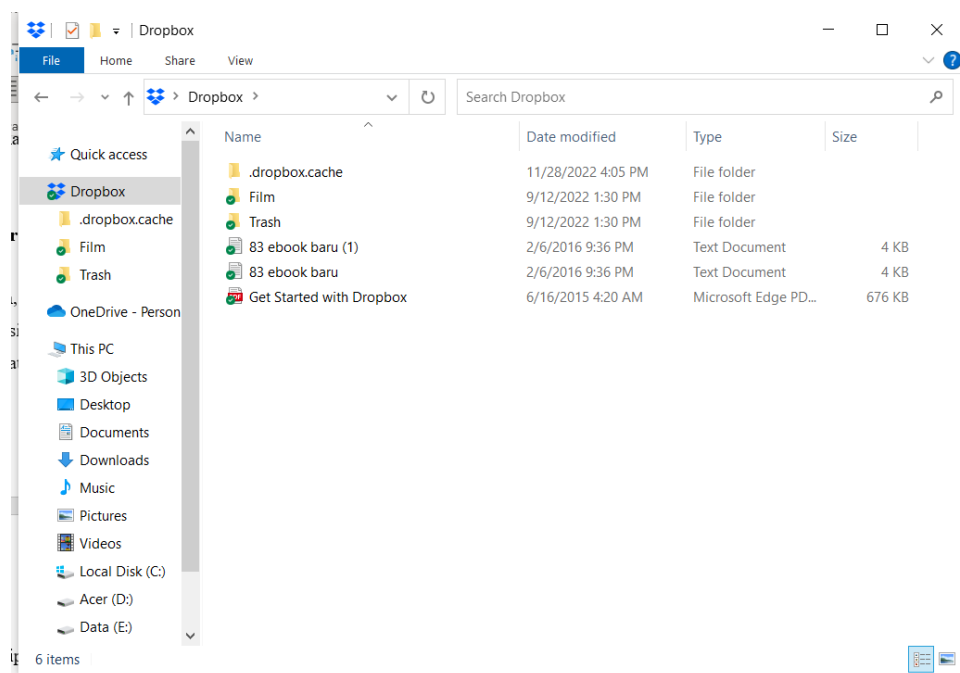 Dropbox
File Home Share View
Dropbox
Search Dropbox
Name Date modified Type Size
Quick access
Dropbox
.dropbox.cache
Film
Trash
OneDrive - Person
This PC
3D Objects
Desktop
Documents
Downloads
Music
Pictures
Videos
Local Disk (C:)
Acer (D:)
Data (E:)
.dropbox.cache 11/28/2022 4:05 PM File folder
Film 9/12/2022 1:30 PM File folder
Trash 9/12/2022 1:30 PM File folder
83 ebook baru (1) 2/6/2016 9:36 PM Text Document 4 KB
83 ebook baru 2/6/2016 9:36 PM Text Document 4 KB
Get Started with Dropbox 6/16/2015 4:20 AM Microsoft Edge PD... 676 KB
6 items